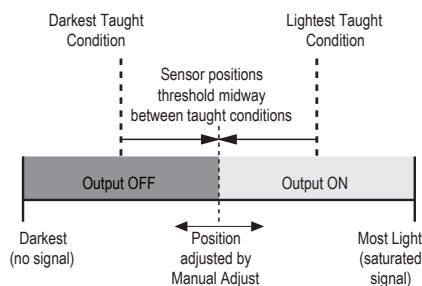 Darkest Taught
Condition
Lightest Taught
Condition
Sensor positions
threshold midway
between taught conditions
Output OFF
Output ON
Darkest
(no signal)
Position
adjusted by
Manual Adjust
Most Light
(saturated
signal)